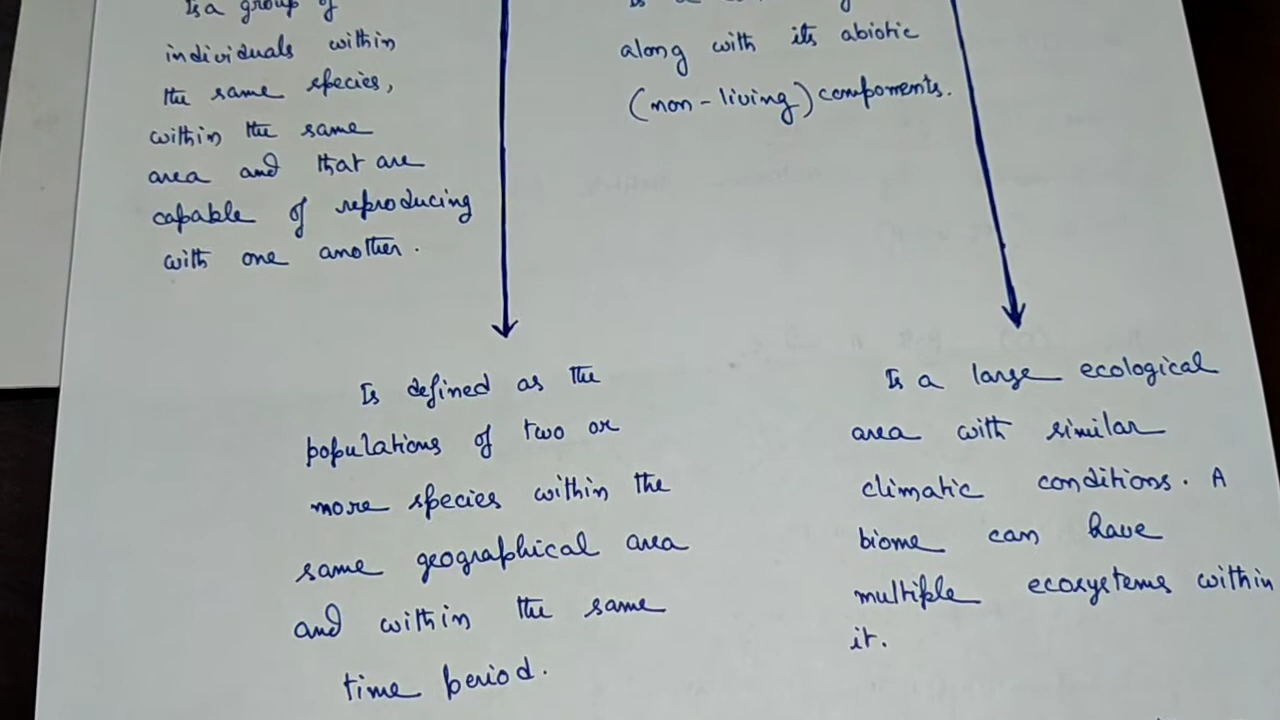 Is a group of
individuals within
the same species,
within the same
area and that are
capable of reproducing
with one another.
Is a
along with its abiotic
(non-living) components.
Is defined as the
populations of two or
more species within the
same geographical area
and within the same
time period.
Is a large ecological
area with similar
climatic conditions. A
biome can have
multiple ecosystems within
it.